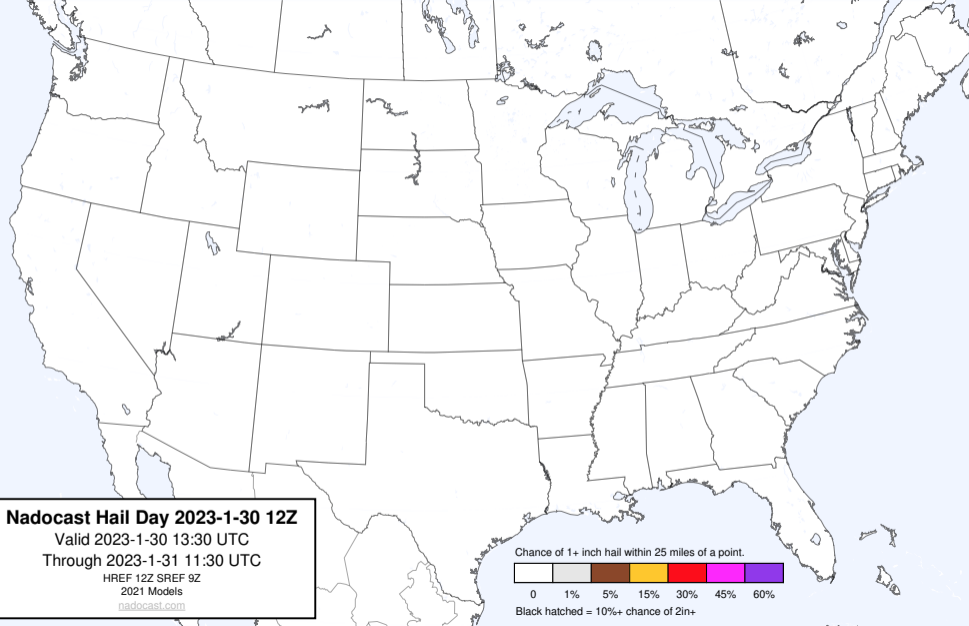 Nadocast Hail Day 2023-1-30 12Z
Valid 2023-1-30 13:30 UTC
Through 2023-1-31 11:30 UTC
HREF 12Z SREF 9Z
2021 Models
nadocast.com
Chance of 1+ inch hail within 25 miles of a point.
0 1% 5% 15% 30% 45% 60%
Black hatched = 10%+ chance of 2in+